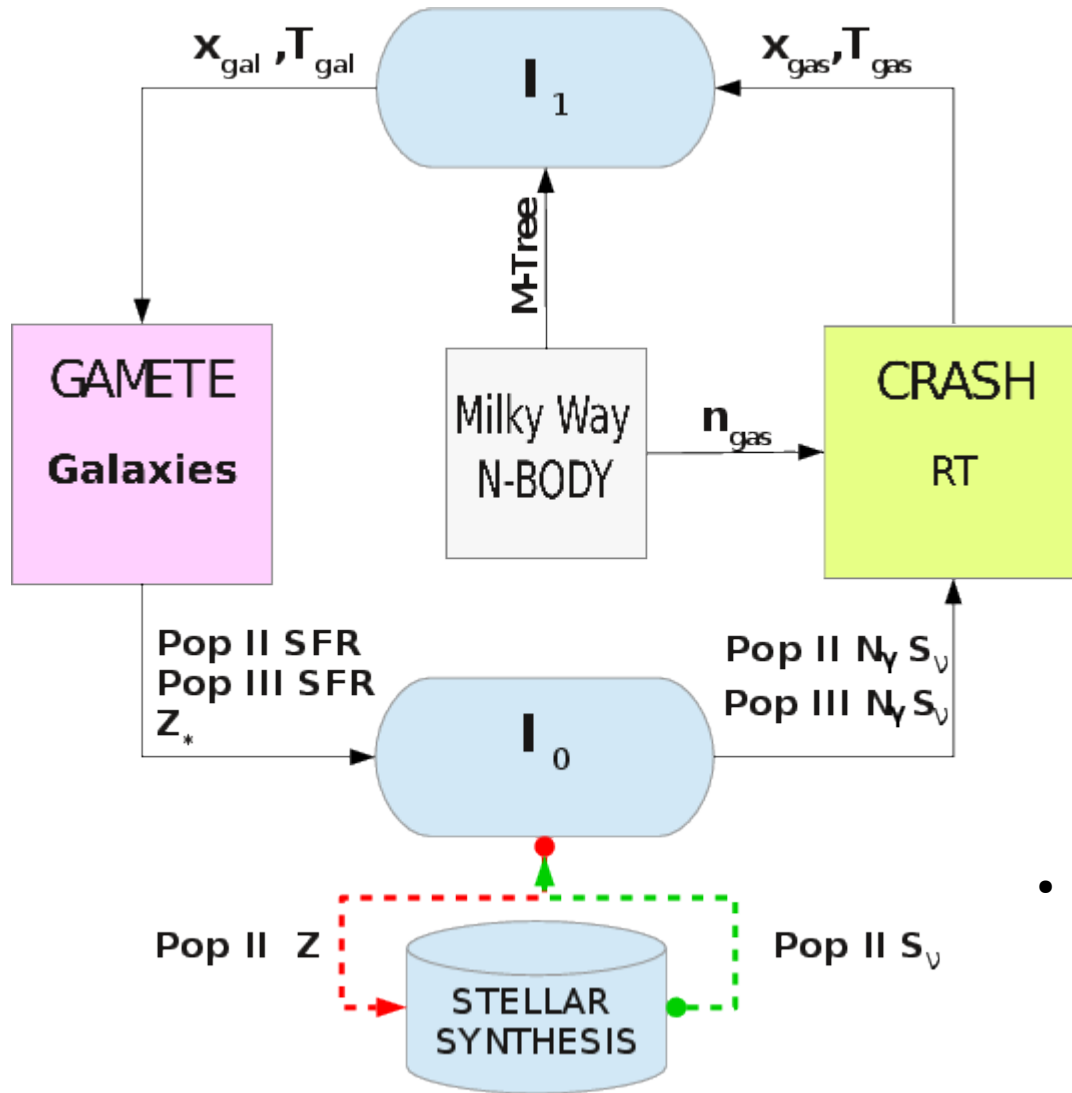 x_gal ,T_gal
x_gas,T_gas
I_1
M-Tree
GAMETE
Galaxies
Milky Way
N-BODY
n_gas
CRASH
RT
Pop II SFR
Pop III SFR
Z_*
I_0
Pop II N_γ S_ν
Pop III N_γ S_ν
Pop II Z
STELLAR
SYNTHESIS
Pop II S_ν